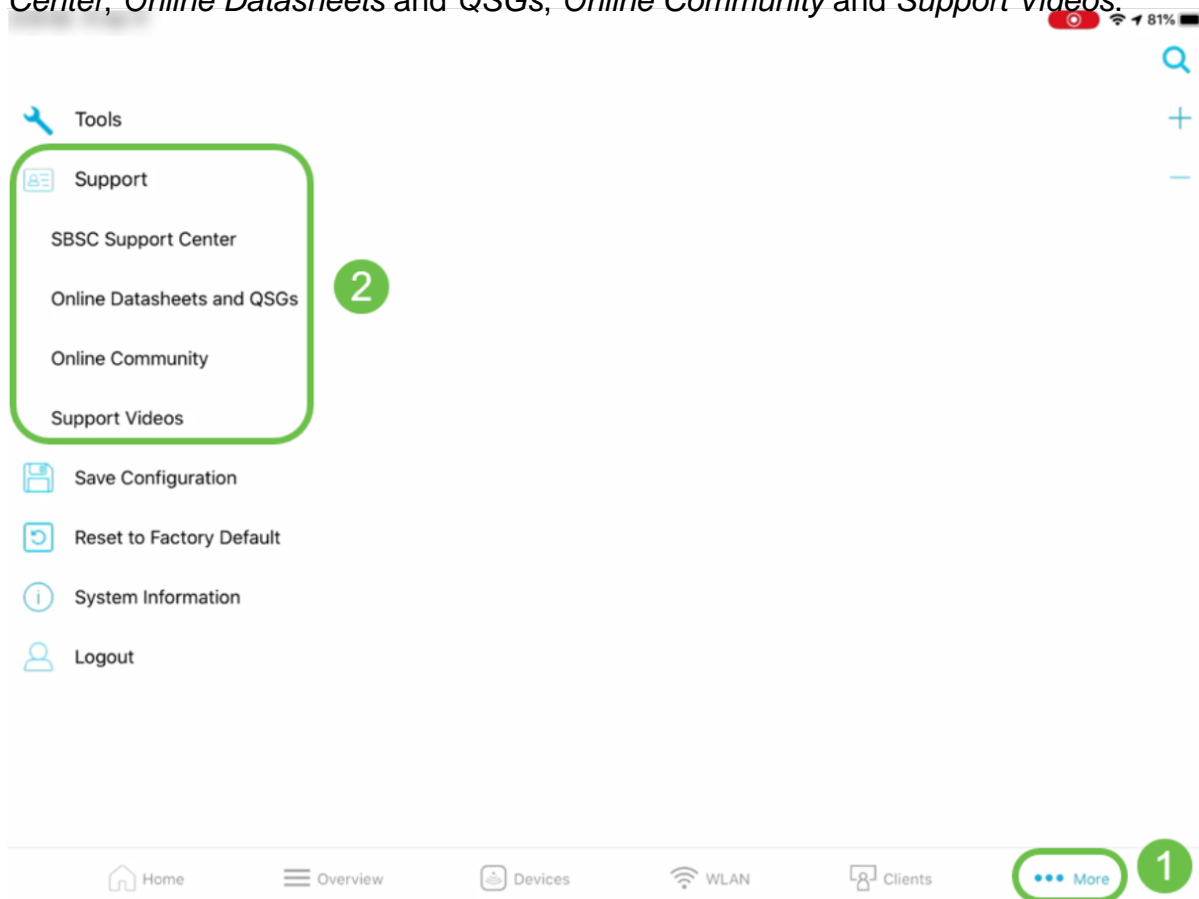 Center, Online Datasheets and QSGs, Online Community and Support Videos.
81%
Tools
Support
SBSC Support Center
Online Datasheets and QSGs
2
Online Community
Support Videos
Save Configuration
Reset to Factory Default
System Information
Logout
Home Overview Devices WLAN Clients More 1